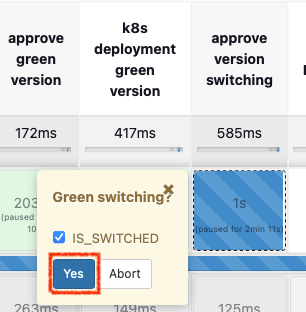 approve
green
version
k8s
deployment
green
version
approve
version
switching
172ms
417ms
585ms
203
(paused
10
1s
(paused for 2min 11s)
Green switching?
IS_SWITCHED
Yes
Abort
263ms
149ms
125ms